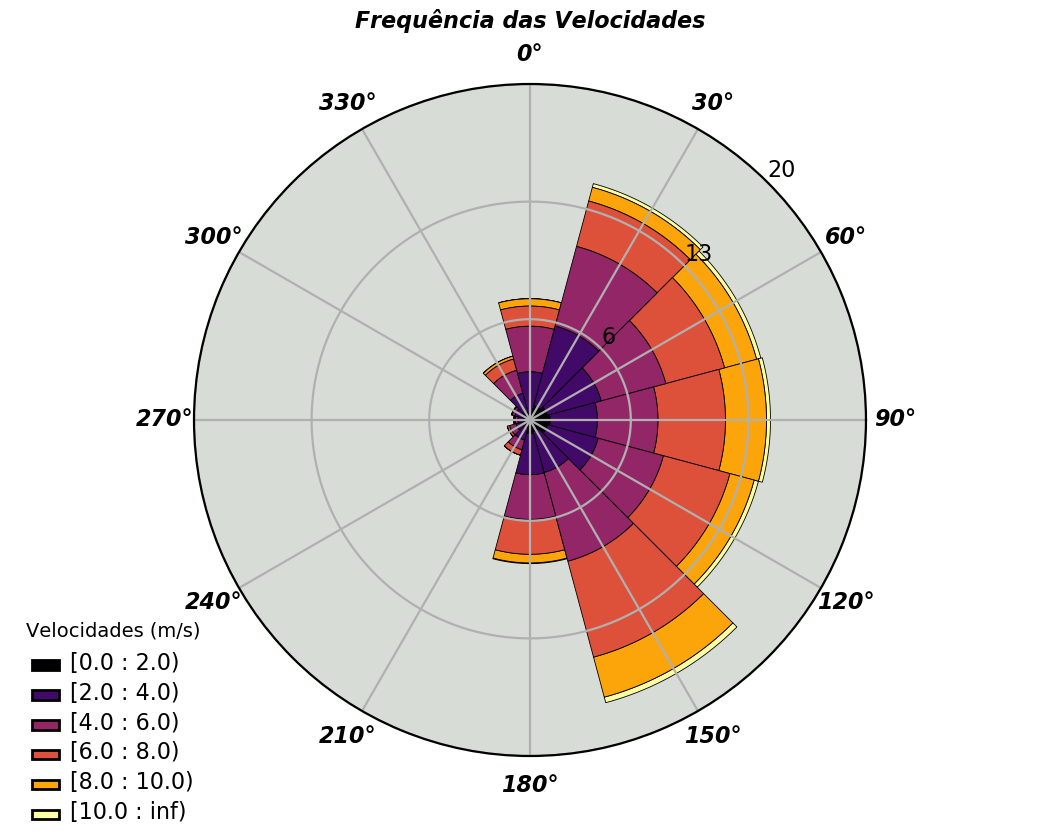 Frequência das Velocidades
0°
330°
30°
20
300°
60°
13
6
270°
90°
240°
120°
210°
150°
180°
Velocidades (m/s)
[0.0 : 2.0)
[2.0 : 4.0)
[4.0 : 6.0)
[6.0 : 8.0)
[8.0 : 10.0)
[10.0 : inf)